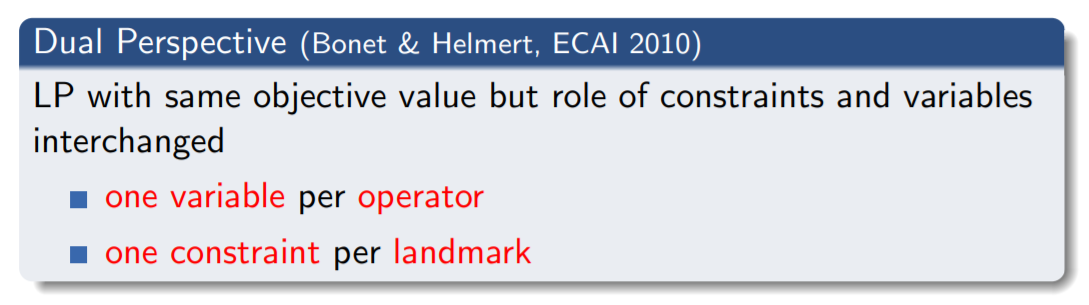 Dual Perspective (Bonet & Helmert, ECAI 2010)
LP with same objective value but role of constraints and variables
interchanged
one variable per operator
one constraint per landmark